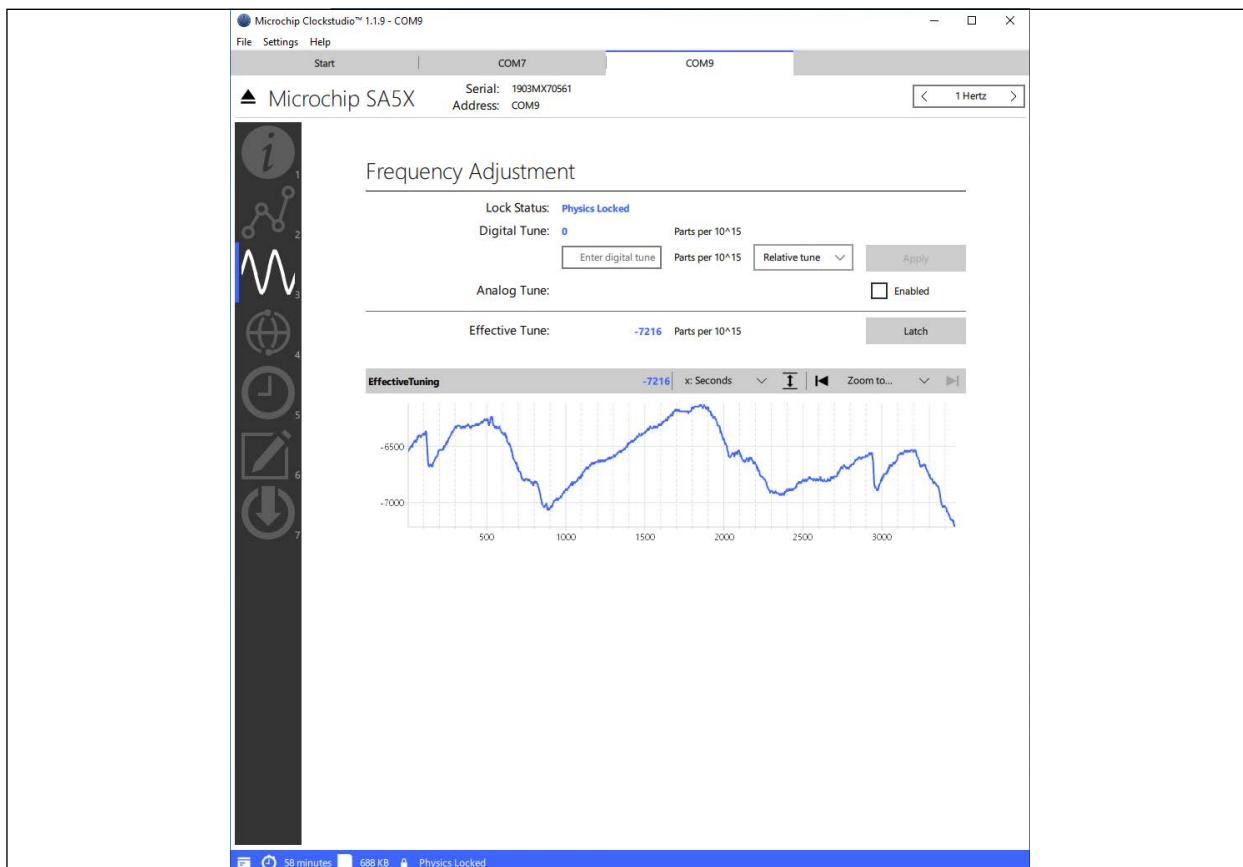 Microchip Clockstudio™ 1.1.9 - COM9
File Settings Help
Start COM7 COM9
Microchip SA5X Serial: 1903MX70561 1 Hertz
Address: COM9
1
2
3
4
5
6
7
Frequency Adjustment
Lock Status: Physics Locked
Digital Tune: 0 Parts per 10^15
Enter digital tune Parts per 10^15 Relative tune Apply
Analog Tune: Enabled
Effective Tune: -7216 Parts per 10^15 Latch
EffectiveTuning -7216 x: Seconds Zoom to...
-6500
-7000
500 1000 1500 2000 2500 3000
58 minutes 688 KB Physics Locked